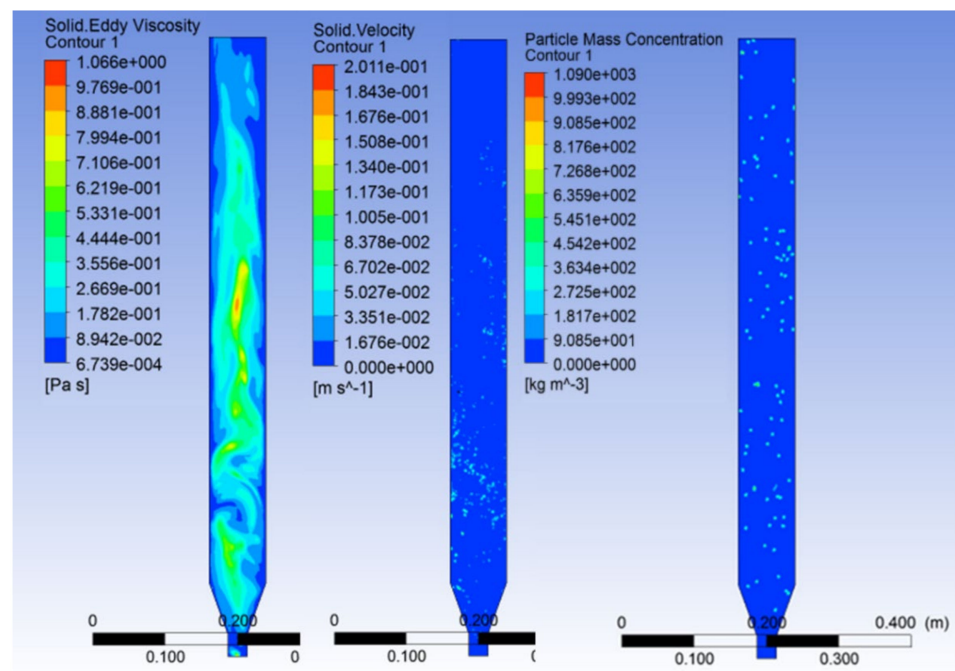 Solid.Eddy Viscosity
Contour 1
1.066e+000
9.769e-001
8.881e-001
7.994e-001
7.106e-001
6.219e-001
5.331e-001
4.444e-001
3.556e-001
2.669e-001
1.782e-001
8.942e-002
6.739e-004
[Pa s]
Solid.Velocity
Contour 1
2.011e-001
1.843e-001
1.676e-001
1.508e-001
1.340e-001
1.173e-001
1.005e-001
8.378e-002
6.702e-002
5.027e-002
3.351e-002
1.676e-002
0.000e+000
[m s^-1]
Particle Mass Concentration
Contour 1
1.090e+003
9.993e+002
9.085e+002
8.176e+002
7.268e+002
6.359e+002
5.451e+002
4.542e+002
3.634e+002
2.725e+002
1.817e+002
9.085e+001
0.000e+000
[kg m^-3]
0 0.200
0.100 0
0 0.200
0.100
0 0.200 0.400 (m)
0.100 0.300